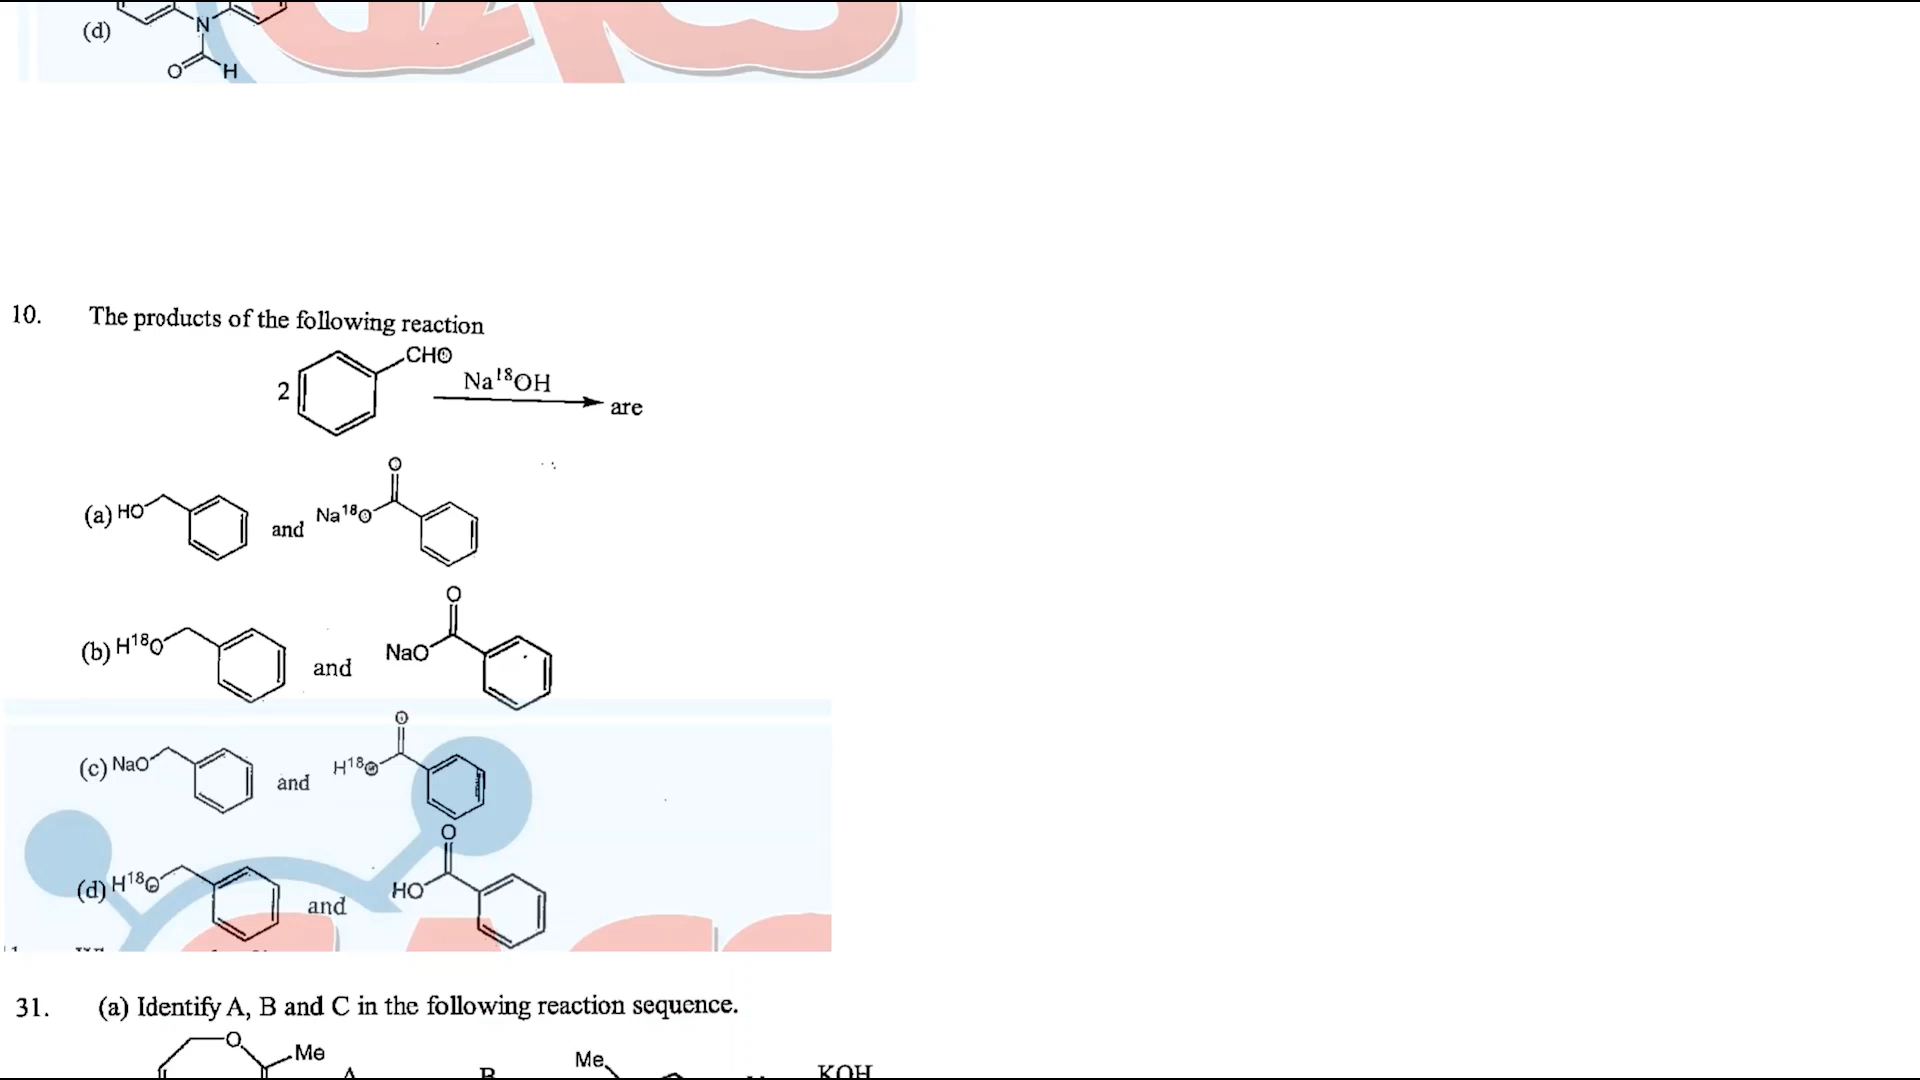 (d)
N
O H
10. The products of the following reaction
CHO
2 Na¹⁸OH
are
O
(a) HO and Na¹⁸O
O
(b) H¹⁸O and NaO
O
(c) NaO and H¹⁸O
O
(d) H¹⁸O and HO
31. (a) Identify A, B and C in the following reaction sequence.
O
Me Me
A B KOH